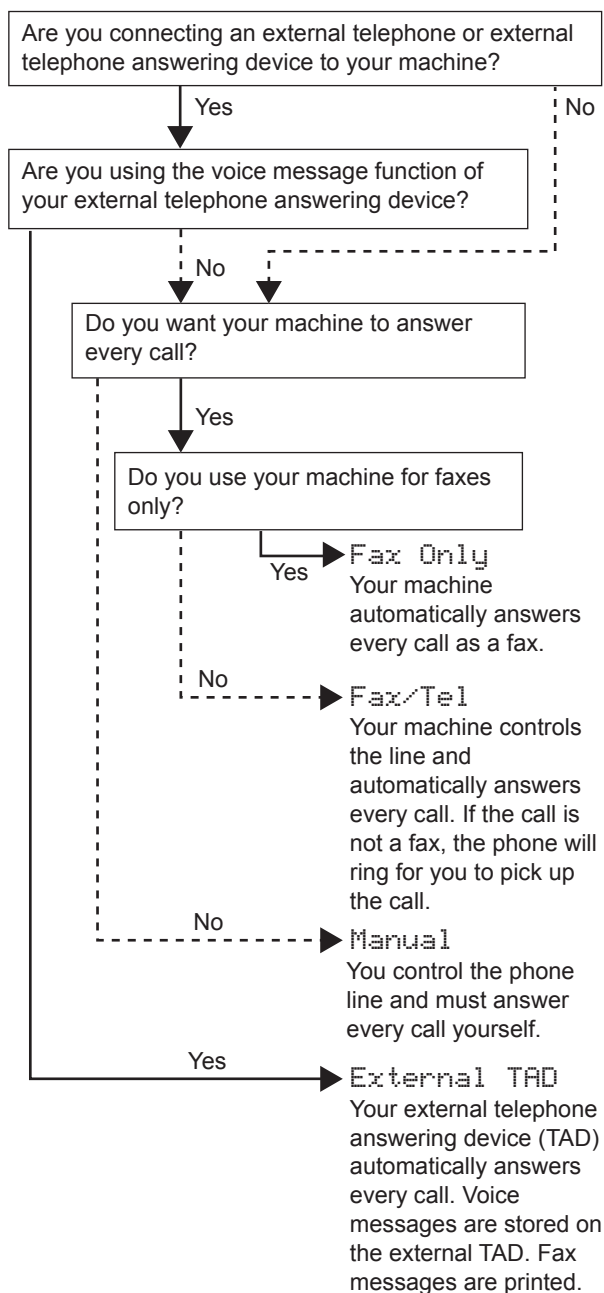 Are you connecting an external telephone or external
telephone answering device to your machine?
Yes
No
Are you using the voice message function of
your external telephone answering device?
No
Do you want your machine to answer
every call?
Yes
Do you use your machine for faxes
only?
Yes
Fax Only
Your machine
automatically answers
every call as a fax.
No
Fax/Tel
Your machine controls
the line and
automatically answers
every call. If the call is
not a fax, the phone will
ring for you to pick up
the call.
No
Manual
You control the phone
line and must answer
every call yourself.
Yes
External TAD
Your external telephone
answering device (TAD)
automatically answers
every call. Voice
messages are stored on
the external TAD. Fax
messages are printed.